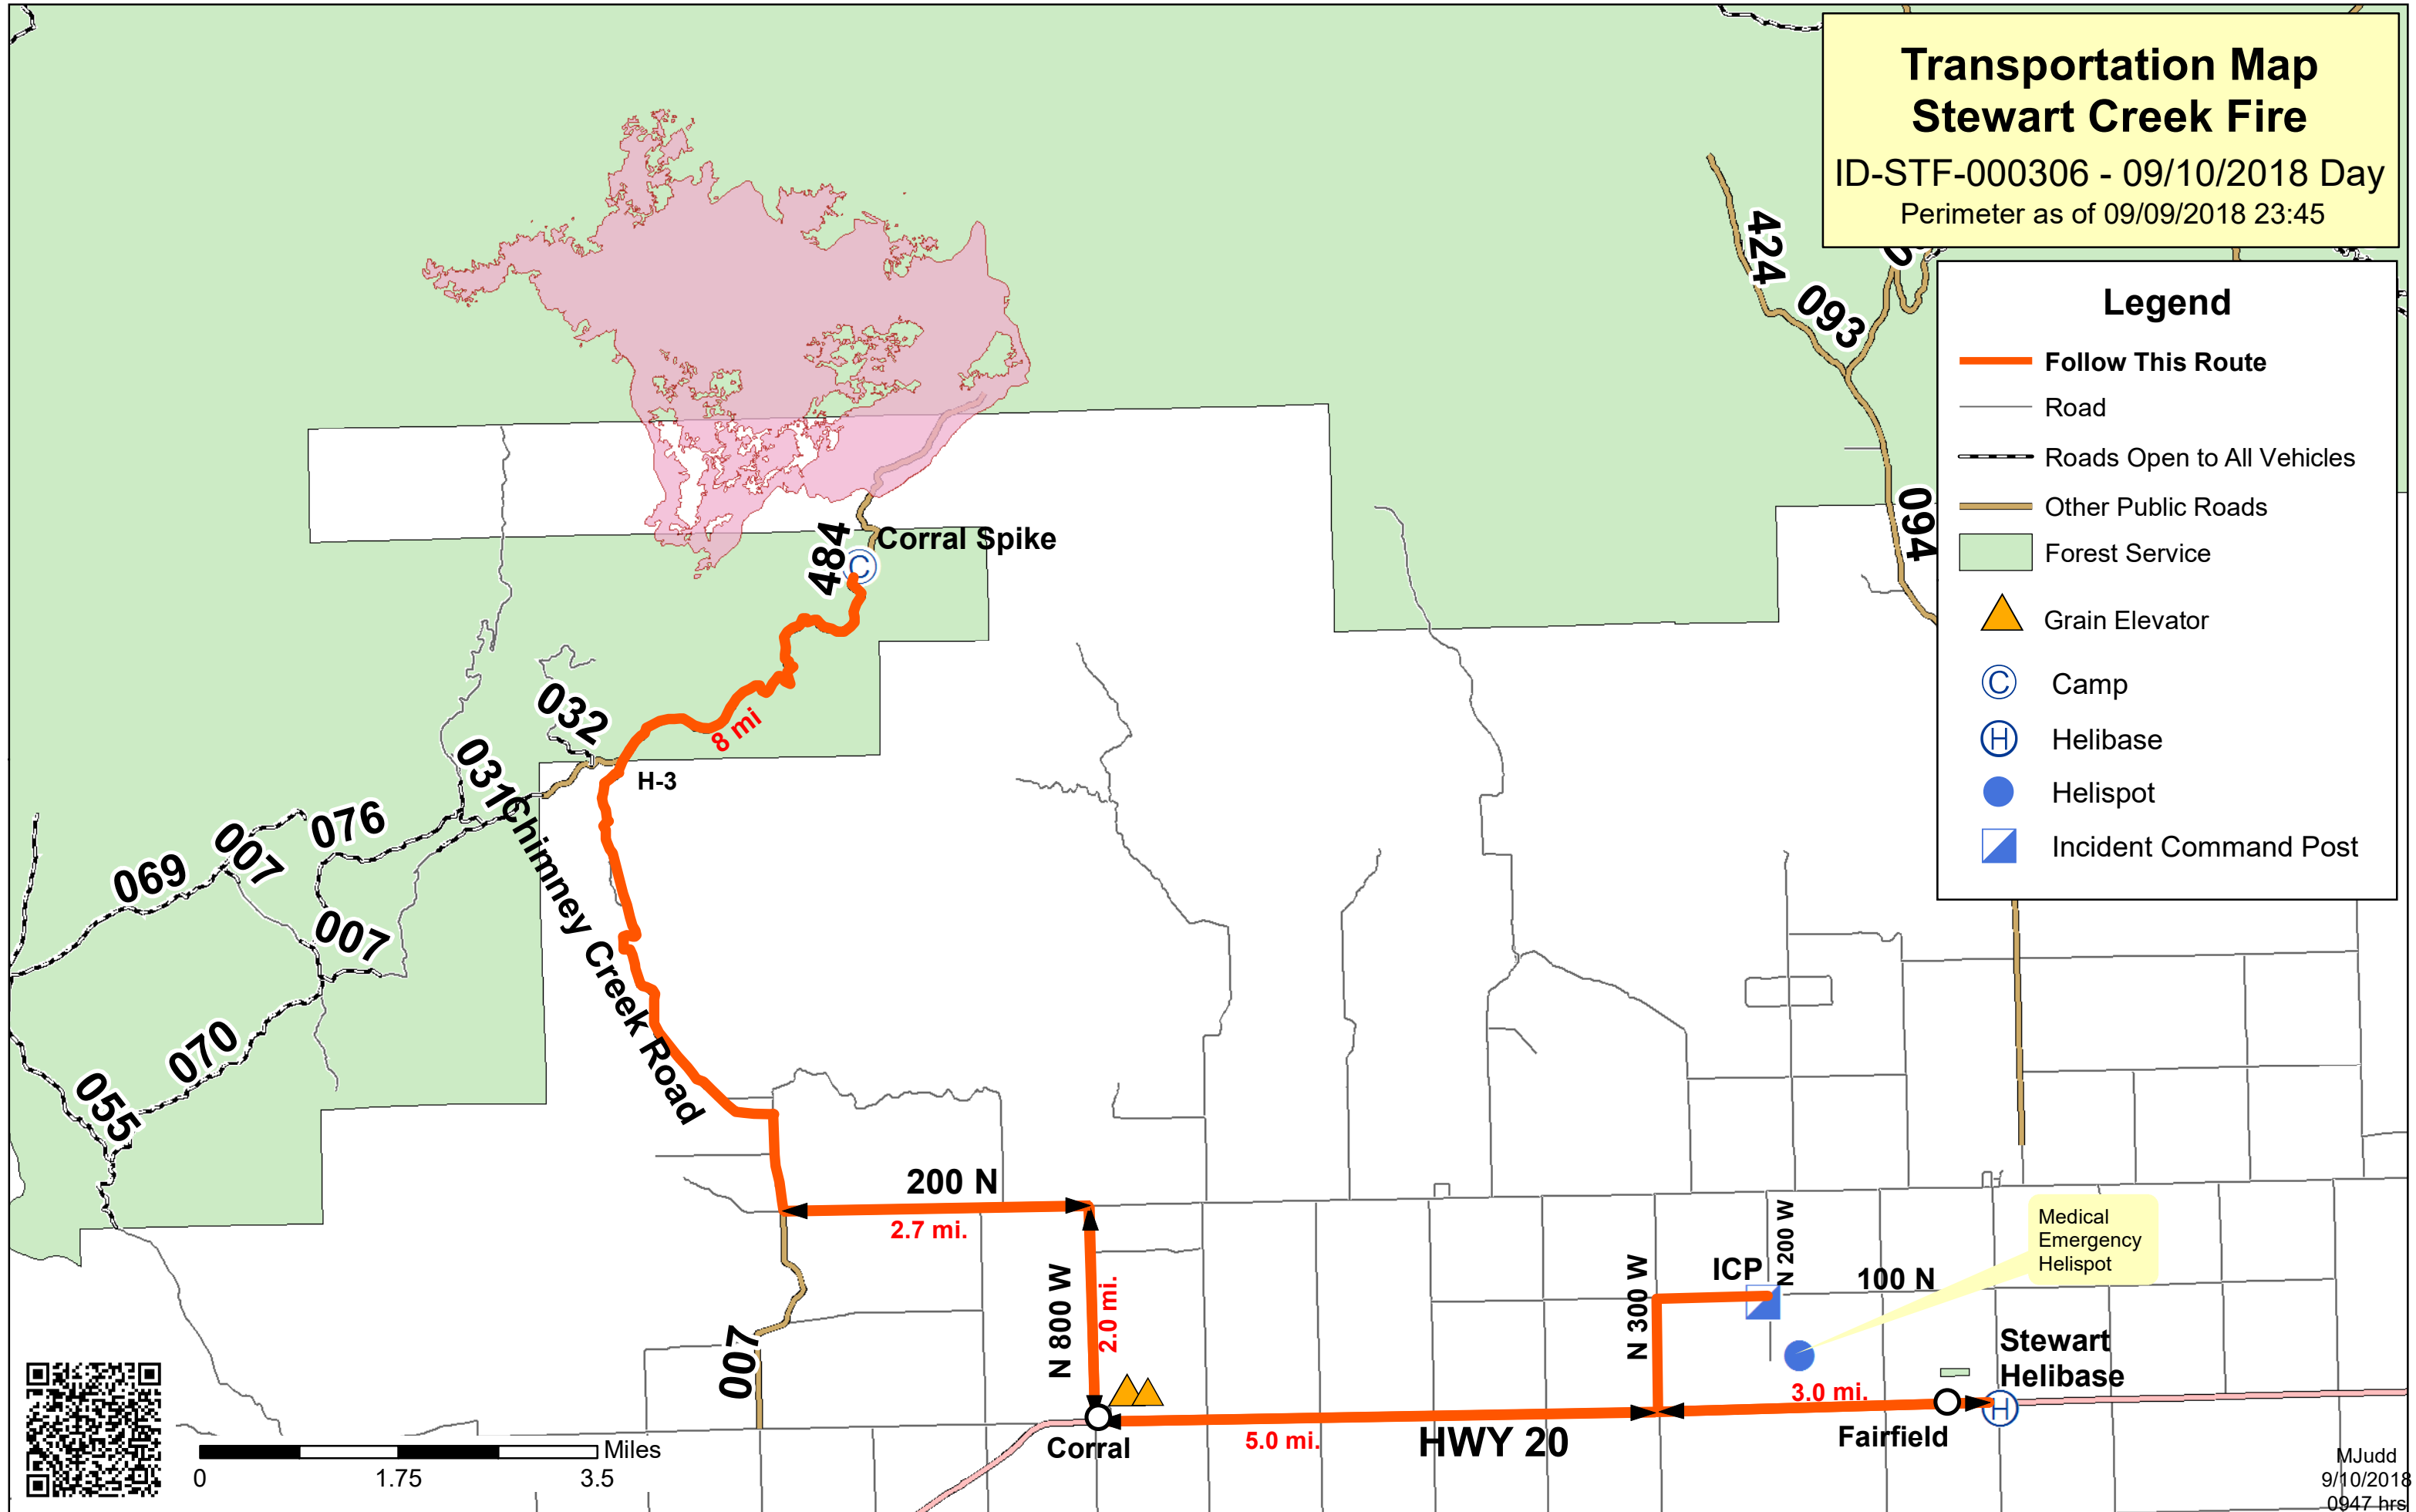 Transportation Map
Stewart Creek Fire
ID-STF-000306 - 09/10/2018 Day
Perimeter as of 09/09/2018 23:45
Legend
Follow This Route
Road
Roads Open to All Vehicles
Other Public Roads
Forest Service
Grain Elevator
C Camp
H Helibase
Helispot
Incident Command Post
424
093
094
484
Corral Spike
C
8 mi
032
H-3
031
Chimney Creek Road
076
007
069
007
070
055
200 N
2.7 mi.
N 800 W
2.0 mi.
N 300 W
ICP
N 200 W
100 N
Medical
Emergency
Helispot
Stewart
Helibase
H
3.0 mi.
Fairfield
HWY 20
5.0 mi.
Corral
007
Miles
0
1.75
3.5
MJudd
9/10/2018
0947 hrs